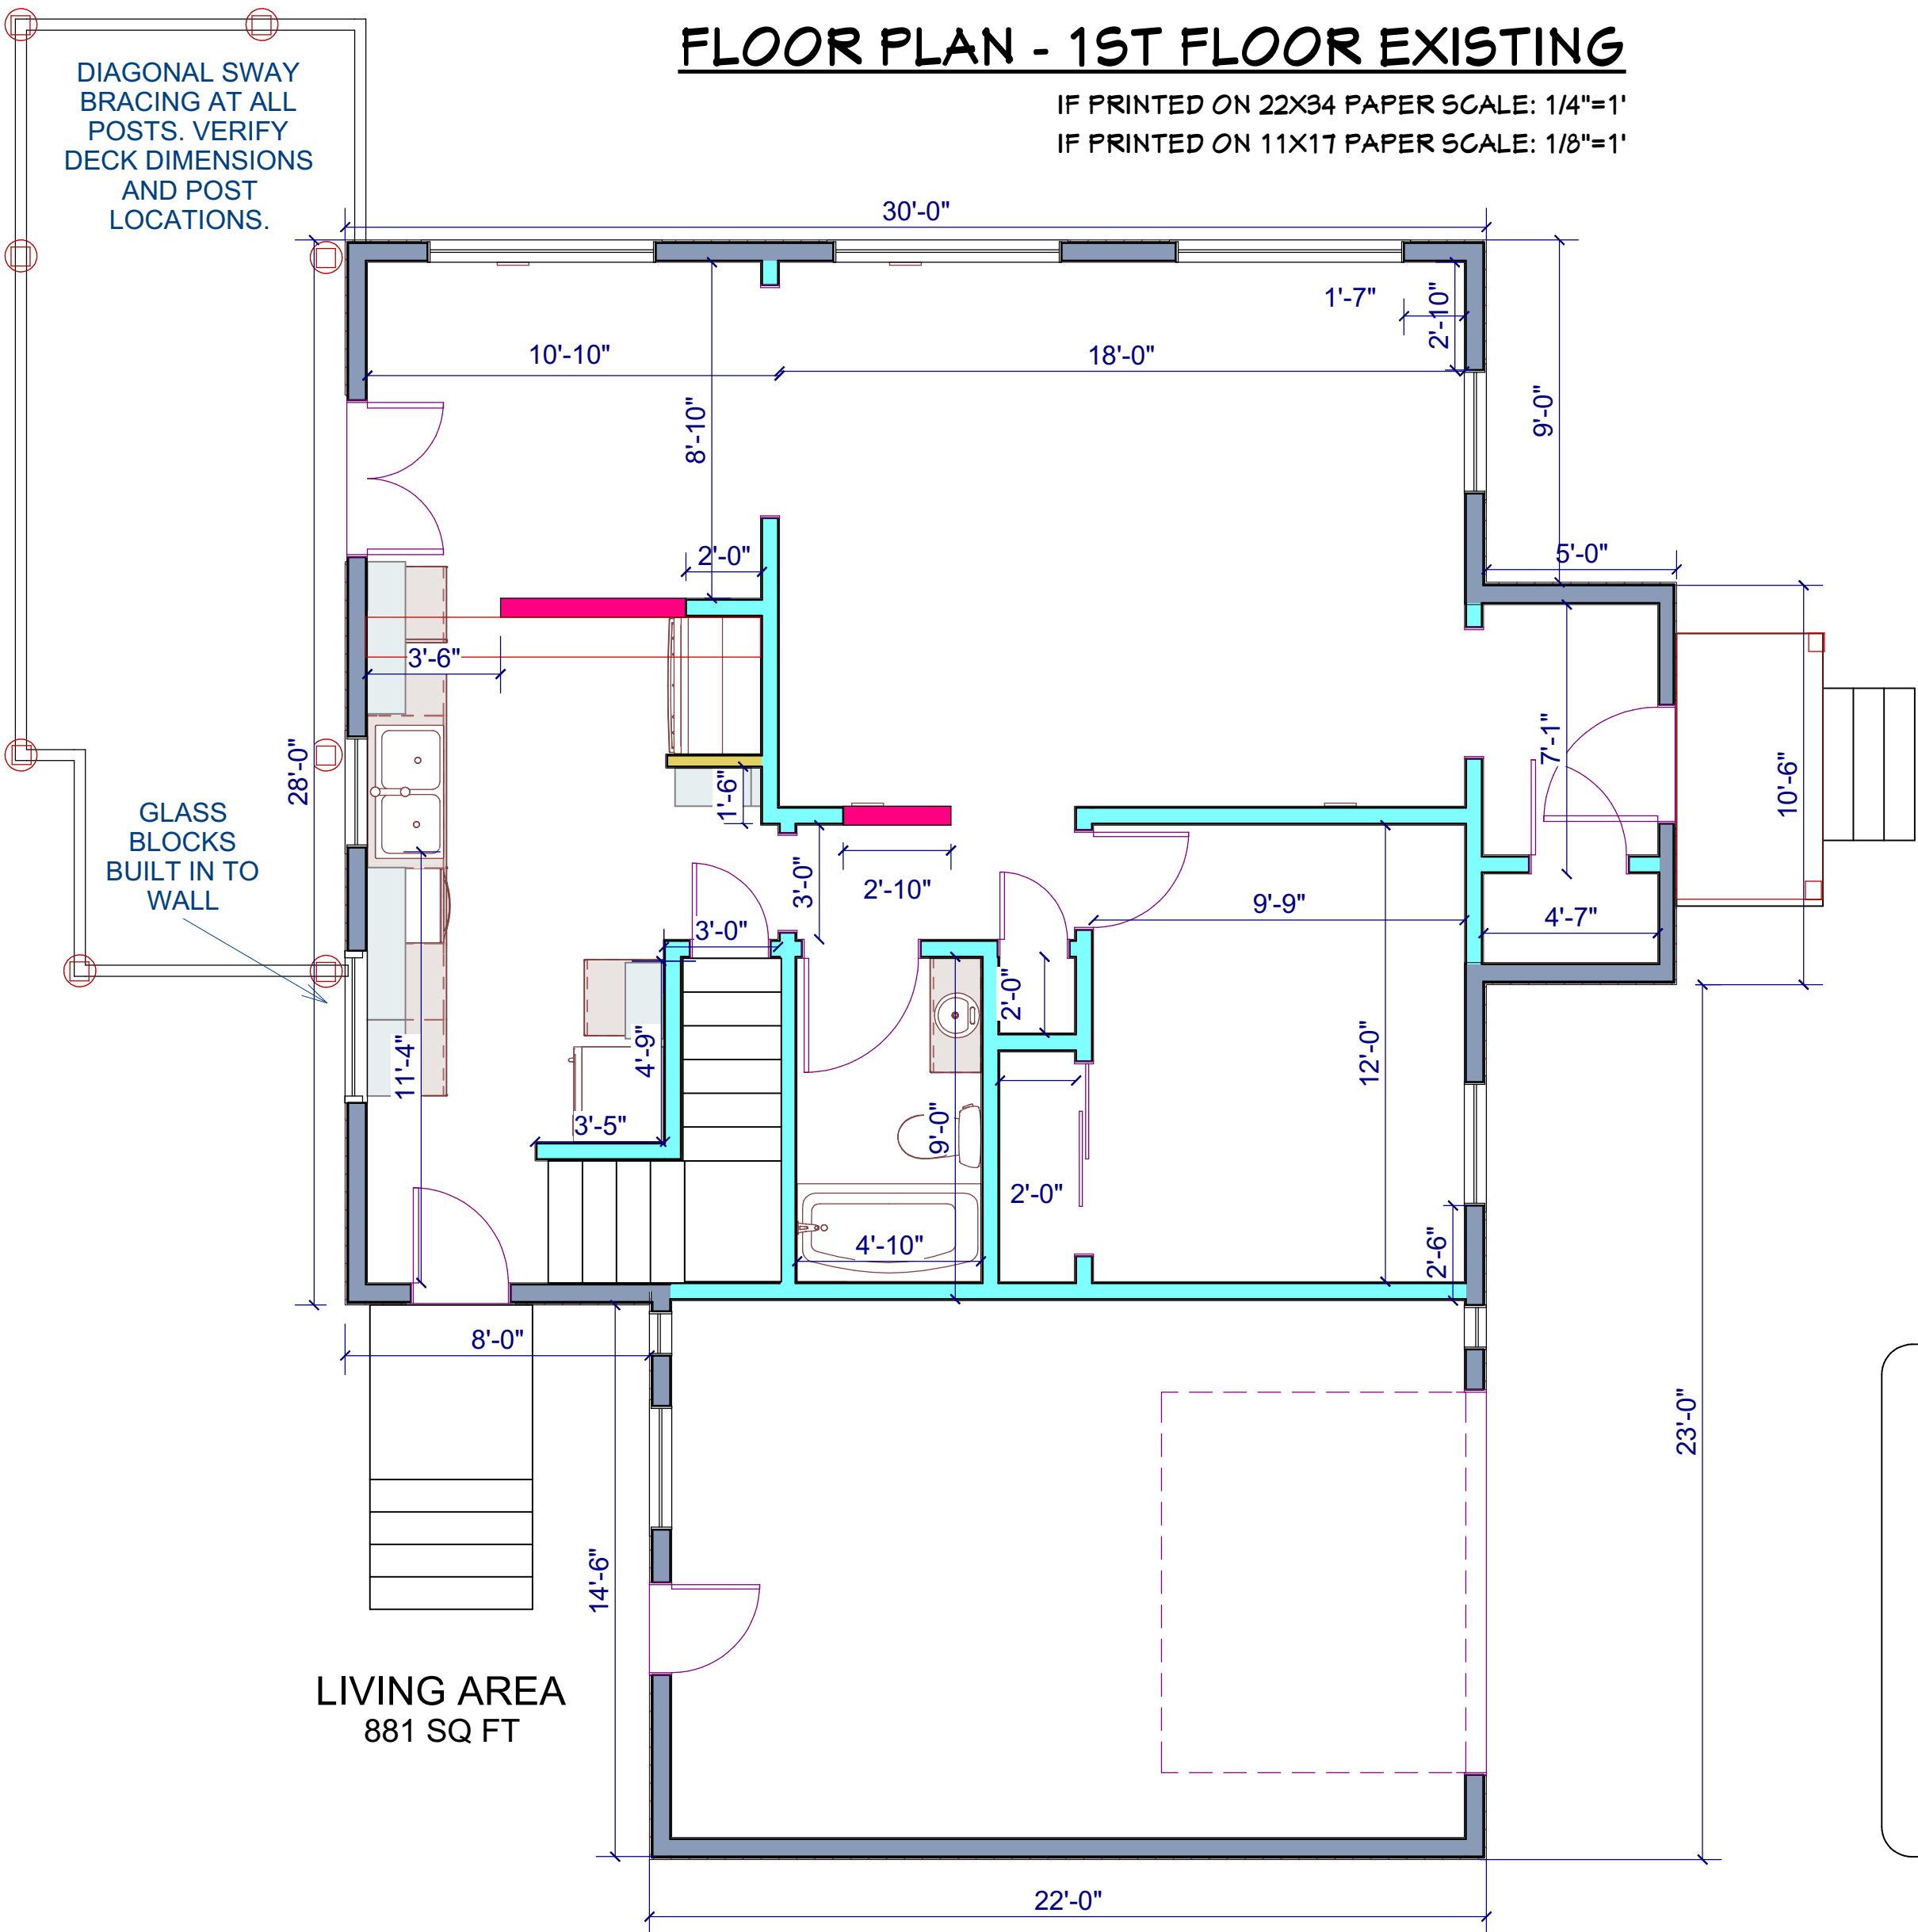 FLOOR PLAN - 1ST FLOOR EXISTING
IF PRINTED ON 22X34 PAPER SCALE: 1/4"=1'
IF PRINTED ON 11X17 PAPER SCALE: 1/8"=1'
DIAGONAL SWAY
BRACING AT ALL
POSTS. VERIFY
DECK DIMENSIONS
AND POST
LOCATIONS.
30'-0"
1'-7"
2'-10"
10'-10"
18'-0"
8'-10"
9'-0"
2'-0"
5'-0"
3'-6"
7'-1"
28'-0"
1'-6"
10'-6"
GLASS
BLOCKS
BUILT IN TO
WALL
3'-0"
2'-10"
9'-9"
4'-7"
3'-0"
2'-0"
11'-4"
4'-9"
12'-0"
3'-5"
9'-0"
2'-0"
4'-10"
2'-6"
8'-0"
23'-0"
14'-6"
LIVING AREA
881 SQ FT
22'-0"